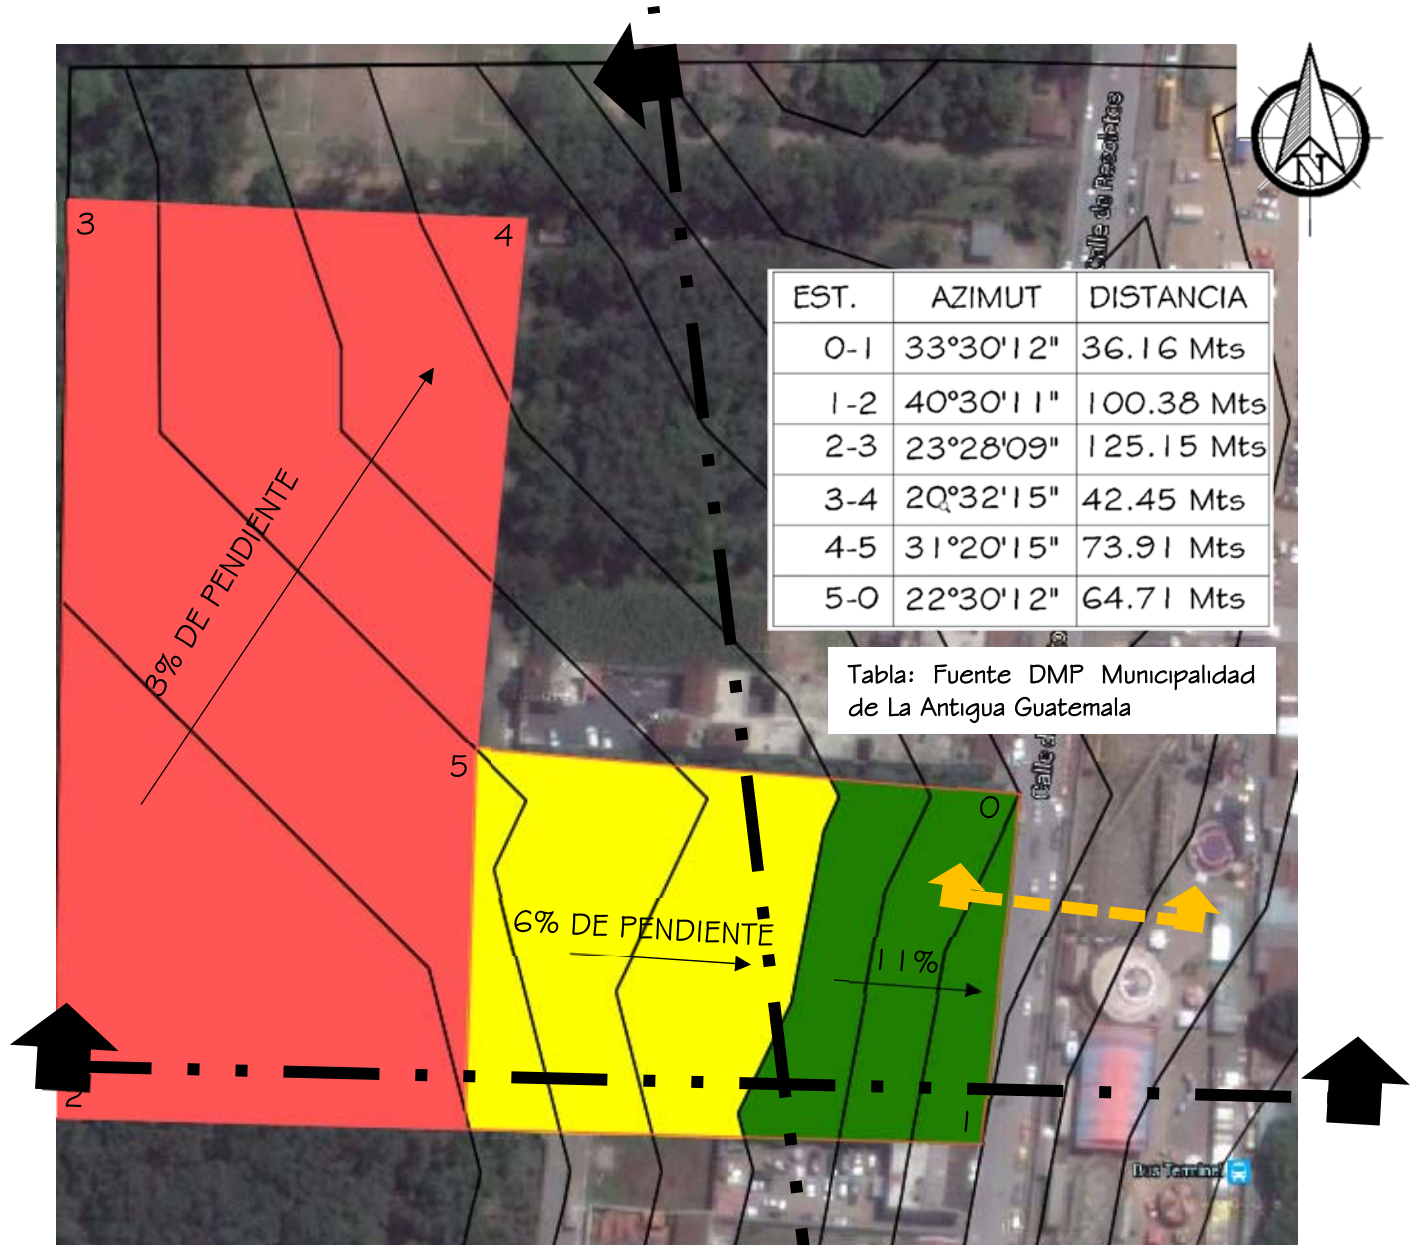 N
Calle de Recoletos
3
4
EST. AZIMUT DISTANCIA
0-1 33°30'12" 36.16 Mts
1-2 40°30'11" 100.38 Mts
2-3 23°28'09" 125.15 Mts
3-4 20°32'15" 42.45 Mts
4-5 31°20'15" 73.91 Mts
5-0 22°30'12" 64.71 Mts
Tabla: Fuente DMP Municipalidad
de La Antigua Guatemala
3% DE PENDIENTE
5
Calle d
0
6% DE PENDIENTE
11%
2
1
Bus Terminal